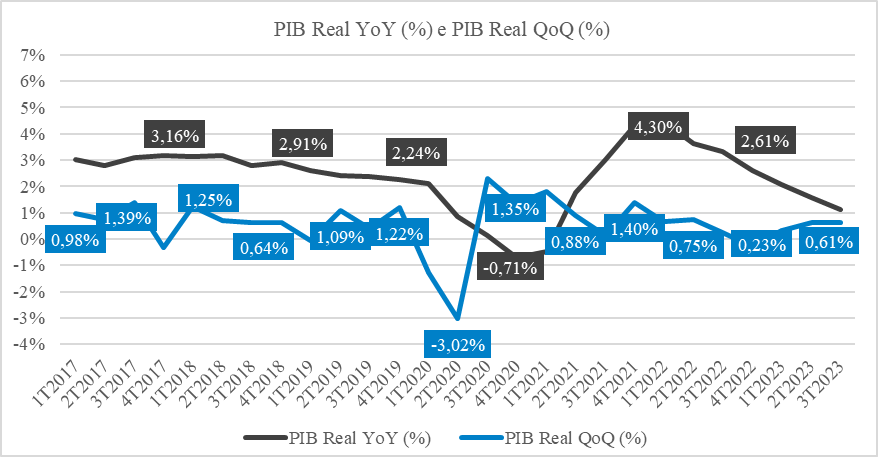 PIB Real YoY (%) e PIB Real QoQ (%)
7%
6%
5%
4%
3%
2%
1%
0%
-1%
-2%
-3%
-4%
3,16%
2,91%
2,24%
-0,71%
4,30%
2,61%
0,98%
1,39%
1,25%
0,64%
1,09%
1,22%
-3,02%
1,35%
0,88%
1,40%
0,75%
0,23%
0,61%
1T2017
2T2017
3T2017
4T2017
1T2018
2T2018
3T2018
4T2018
1T2019
2T2019
3T2019
4T2019
1T2020
2T2020
3T2020
4T2020
1T2021
2T2021
3T2021
4T2021
1T2022
2T2022
3T2022
4T2022
1T2023
2T2023
3T2023
PIB Real YoY (%)
PIB Real QoQ (%)